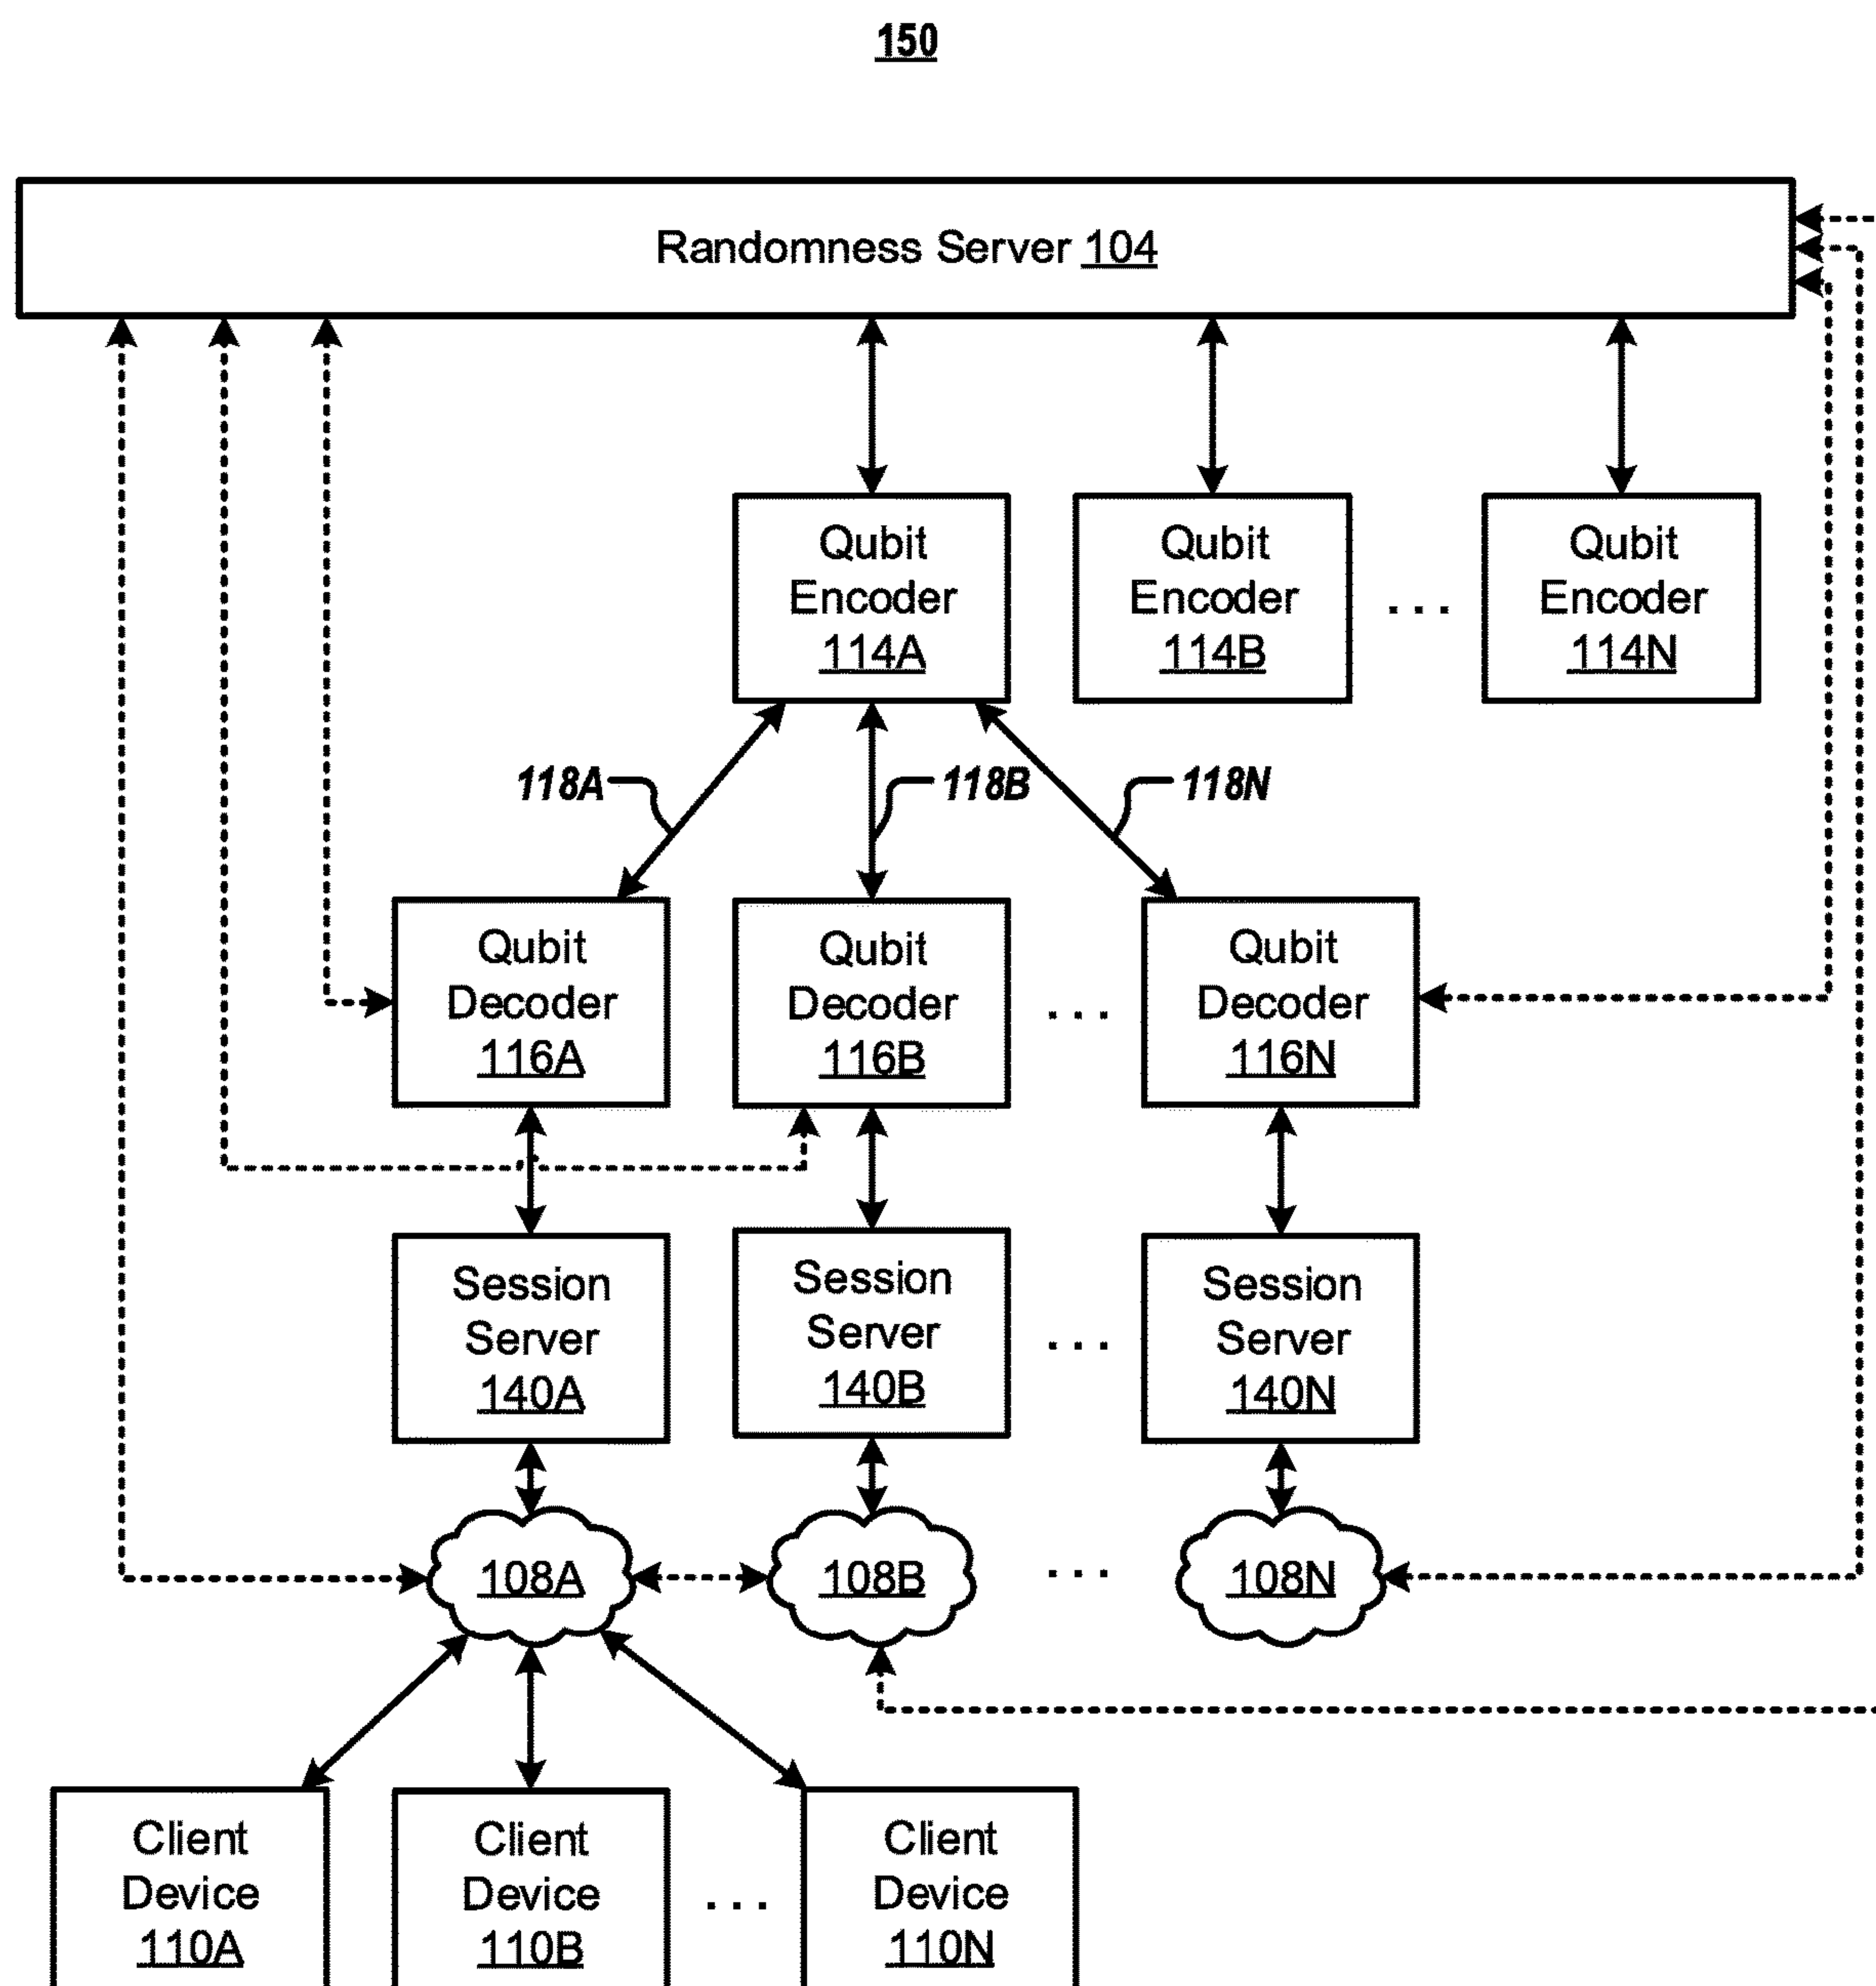 150
Randomness Server 104
Qubit
Encoder
114A
Qubit
Encoder
114B
...
Qubit
Encoder
114N
118A
118B
118N
Qubit
Decoder
116A
Qubit
Decoder
116B
...
Qubit
Decoder
116N
Session
Server
140A
Session
Server
140B
...
Session
Server
140N
108A
108B
...
108N
Client
Device
110A
Client
Device
110B
...
Client
Device
110N